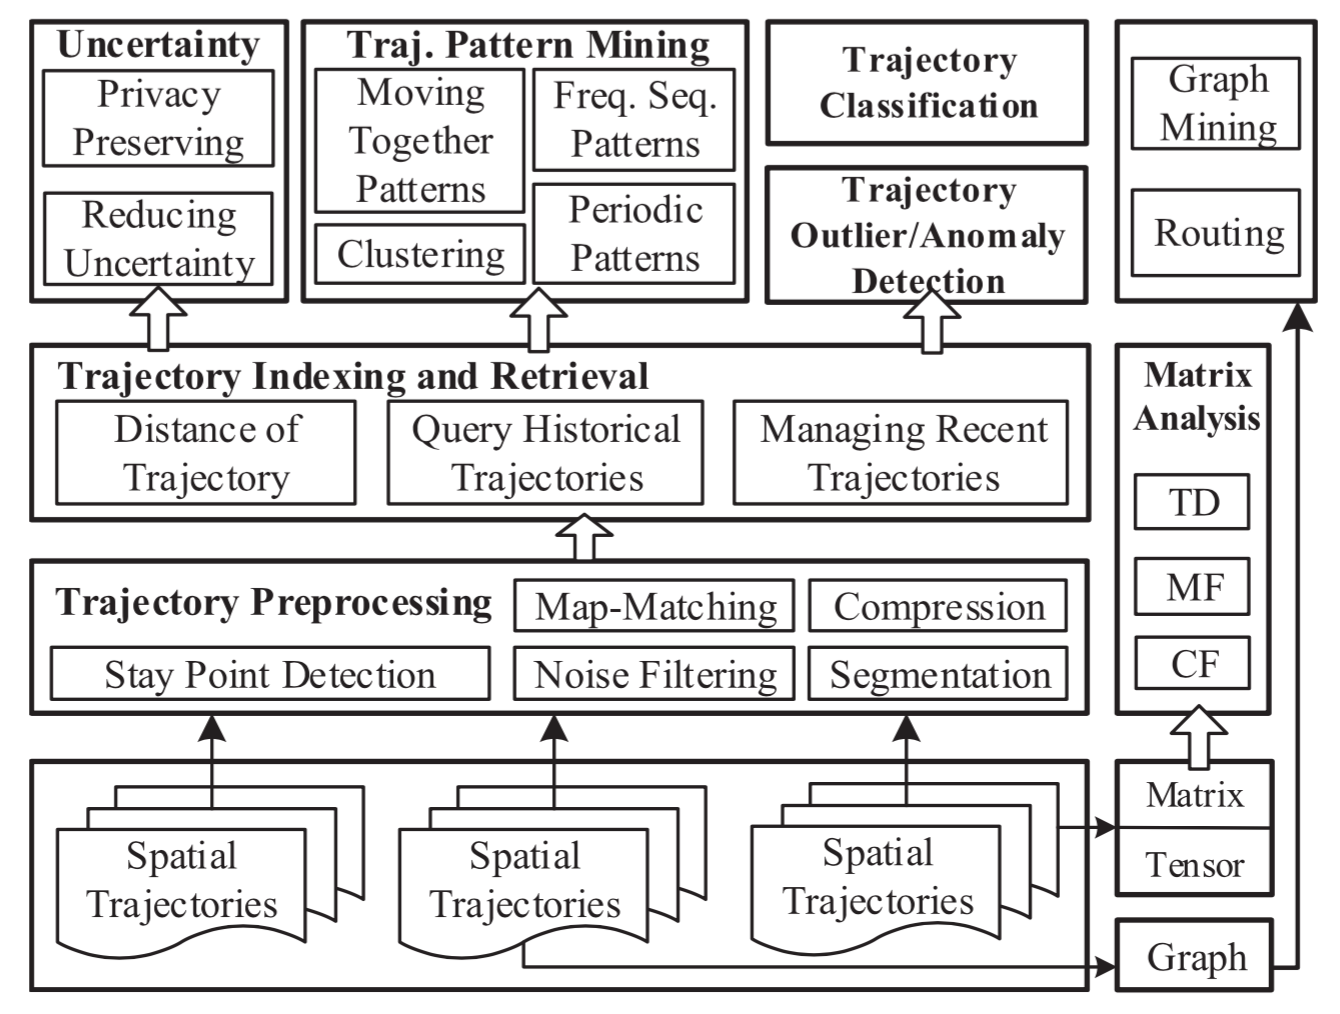 Uncertainty
Privacy
Preserving
Reducing
Uncertainty
Traj. Pattern Mining
Moving
Together
Patterns
Clustering
Freq. Seq.
Patterns
Periodic
Patterns
Trajectory
Classification
Trajectory
Outlier/Anomaly
Detection
Graph
Mining
Routing
Trajectory Indexing and Retrieval
Distance of
Trajectory
Query Historical
Trajectories
Managing Recent
Trajectories
Matrix
Analysis
TD
MF
CF
Trajectory Preprocessing
Map-Matching
Compression
Stay Point Detection
Noise Filtering
Segmentation
Spatial
Trajectories
Spatial
Trajectories
Spatial
Trajectories
Matrix
Tensor
Graph